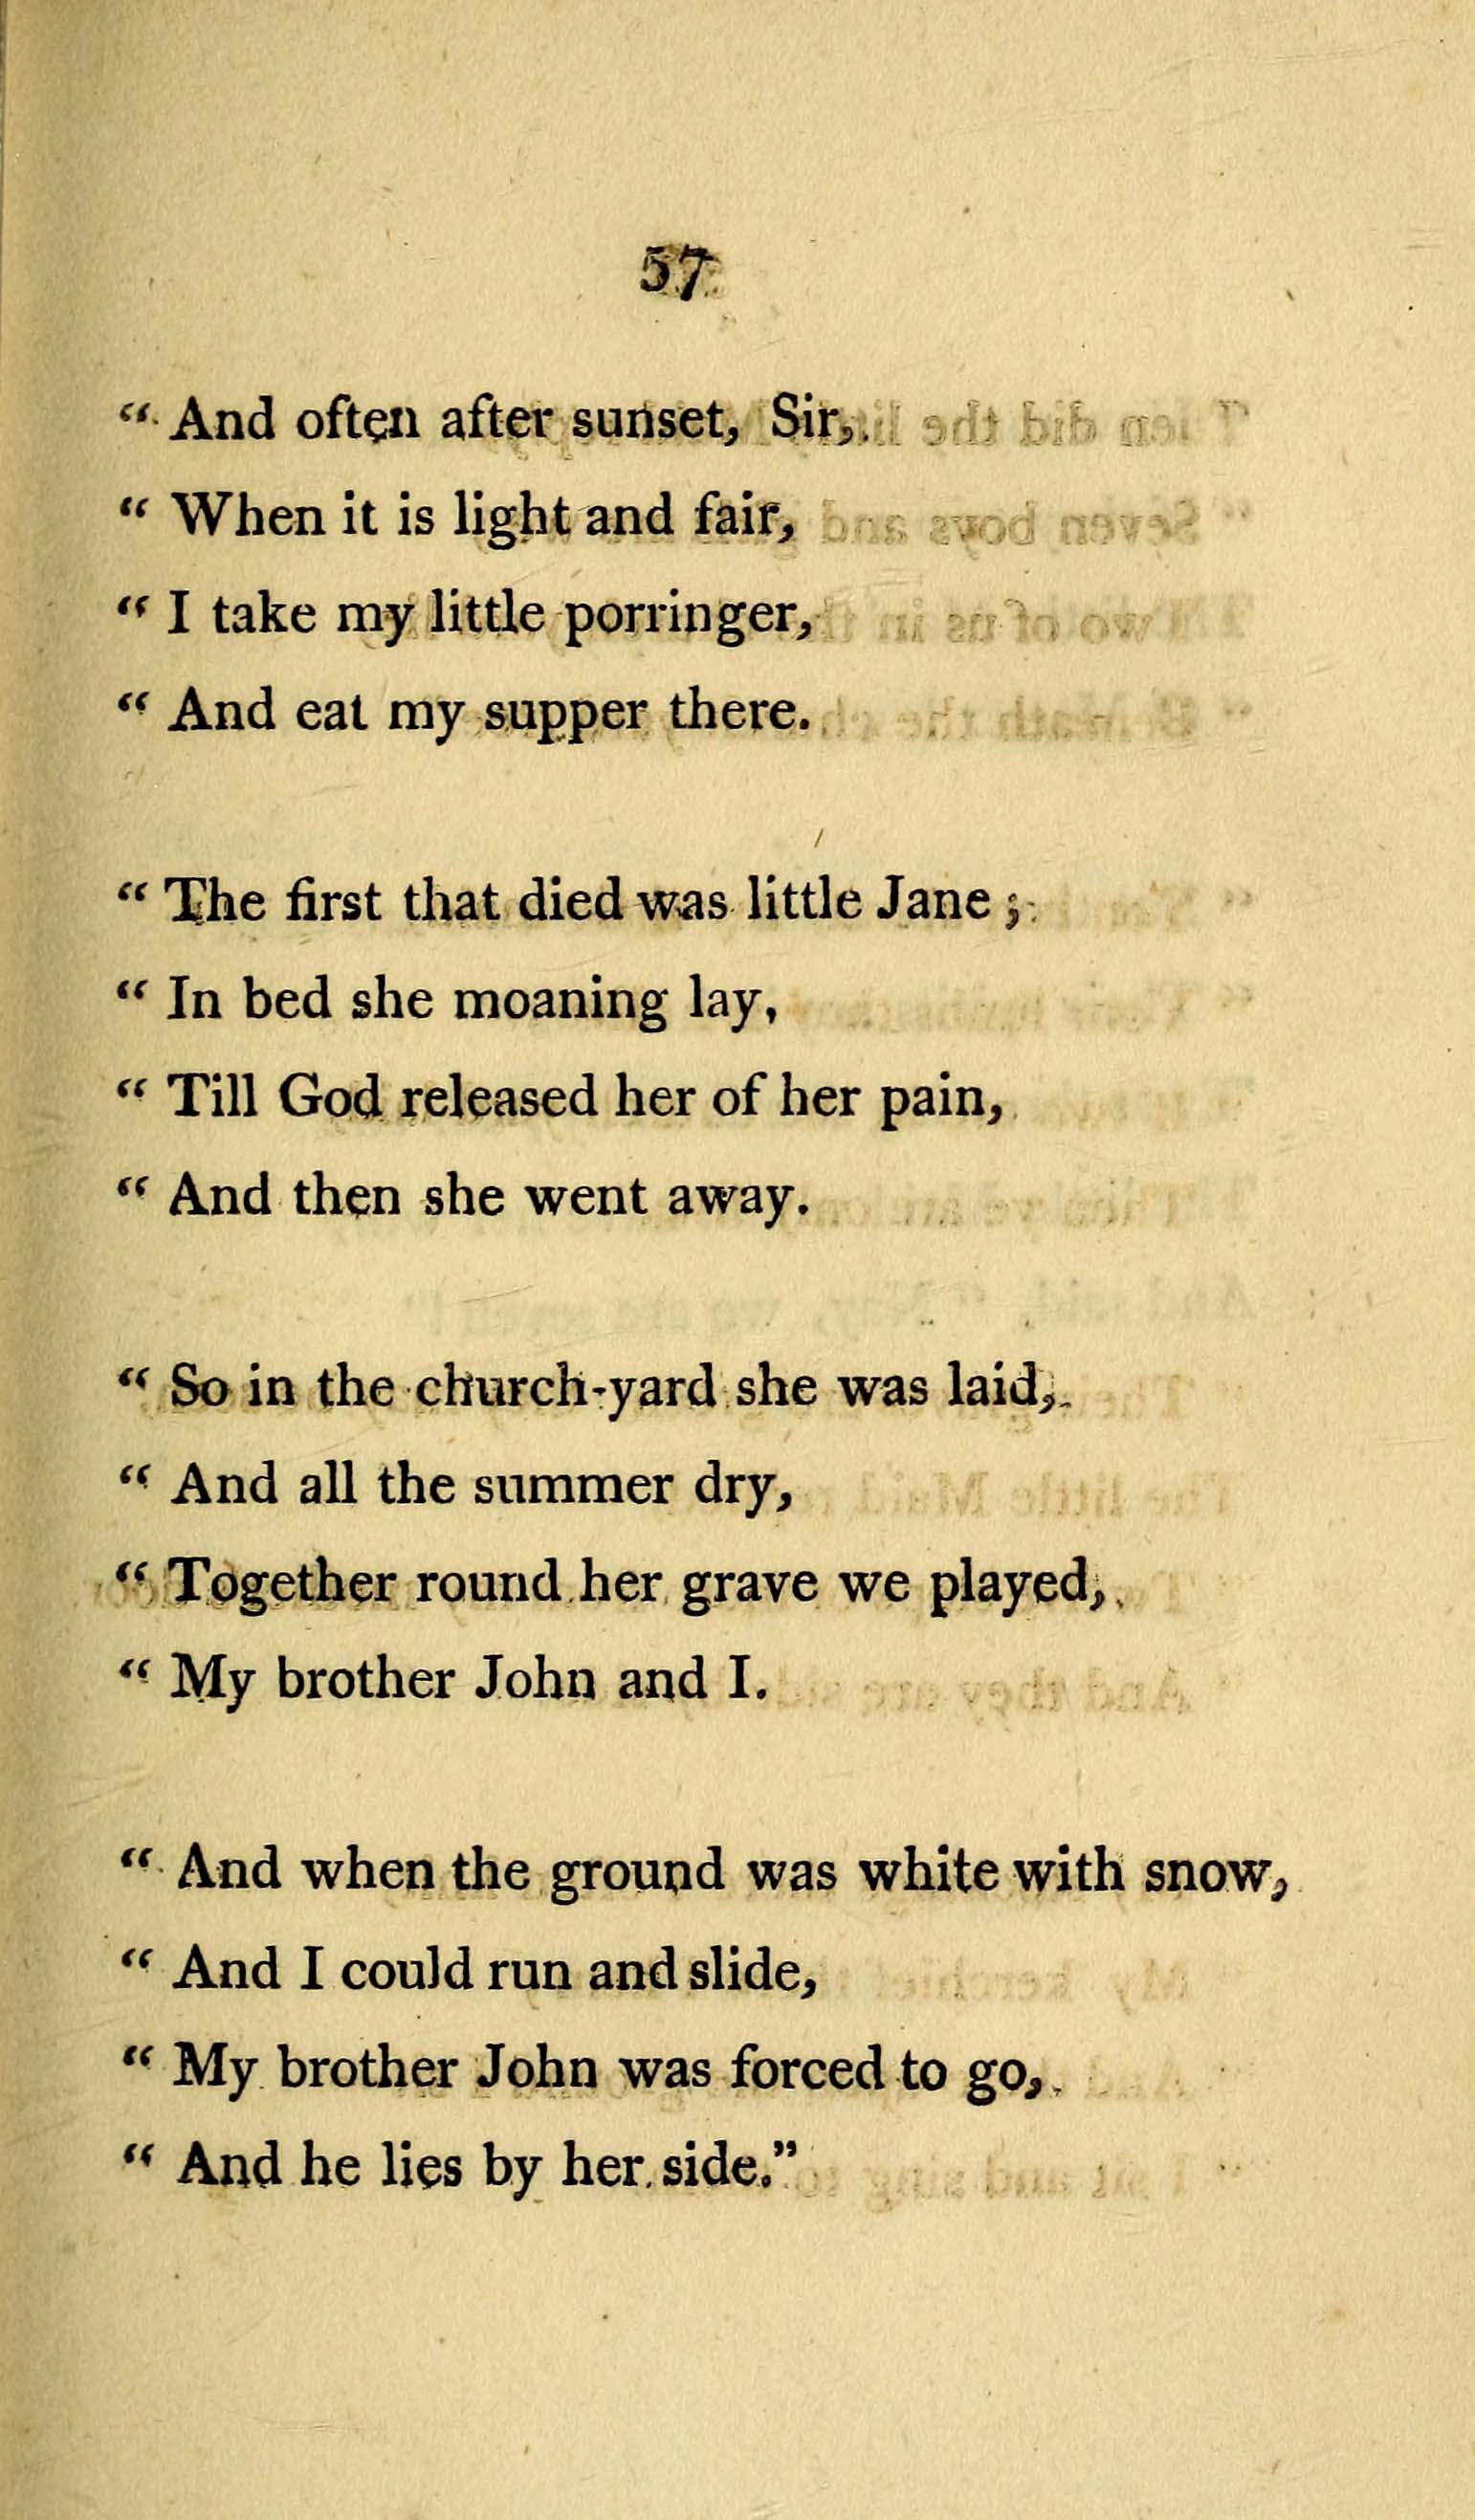 57
“ And often after sunset, Sir,
“ When it is light and fair,
“ I take my little porringer,
“ And eat my supper there.
“ The first that died was little Jane ;
“ In bed she moaning lay,
“ Till God released her of her pain,
“ And then she went away.
“ So in the church-yard she was laid,
“ And all the summer dry,
“ Together round her grave we played,
“ My brother John and I.
“ And when the ground was white with snow,
“ And I could run and slide,
“ My brother John was forced to go,
“ And he lies by her side.”